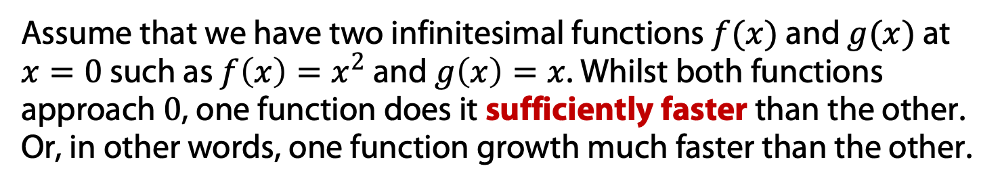 Assume that we have two infinitesimal functions f(x) and g(x) at
x = 0 such as f(x) = x² and g(x) = x. Whilst both functions
approach 0, one function does it sufficiently faster than the other.
Or, in other words, one function growth much faster than the other.